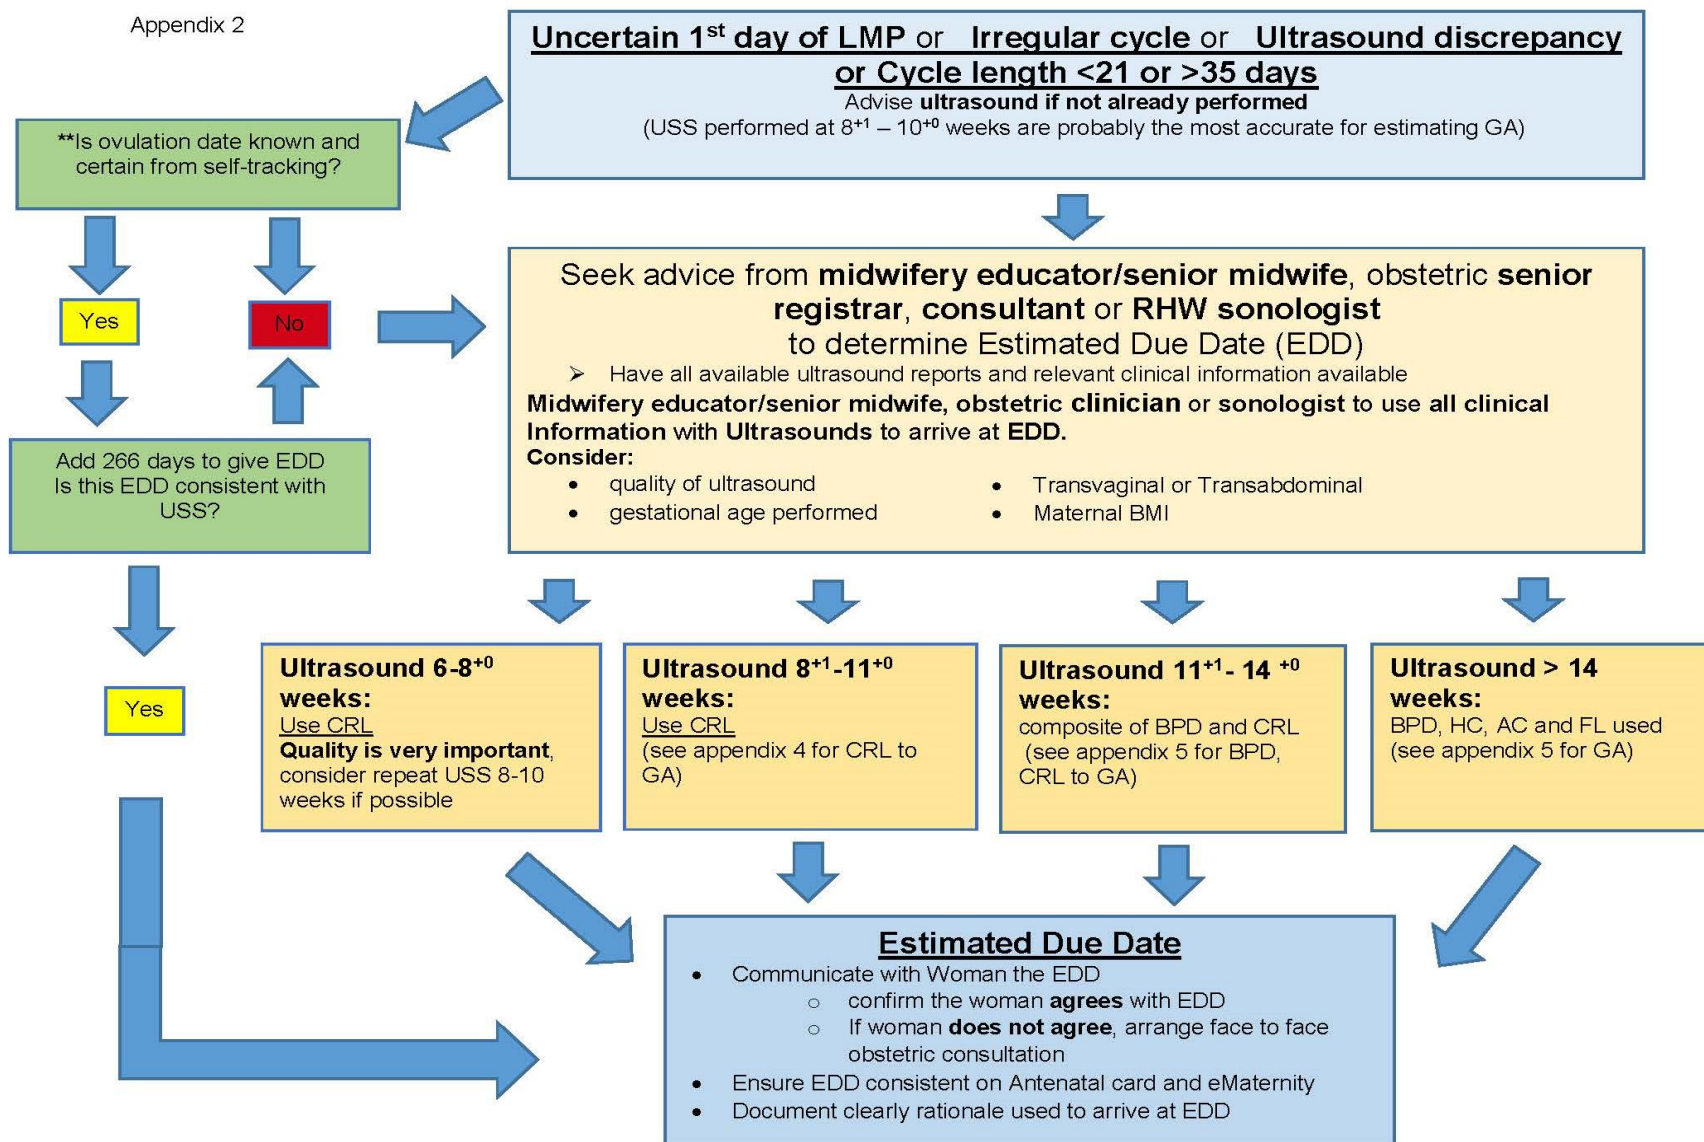 Appendix 2
Uncertain 1st day of LMP or Irregular cycle or Ultrasound discrepancy
or Cycle length <21 or >35 days
Advise ultrasound if not already performed
(USS performed at 8+1 – 10+0 weeks are probably the most accurate for estimating GA)
**Is ovulation date known and
certain from self-tracking?
Yes
No
Add 266 days to give EDD
Is this EDD consistent with
USS?
Yes
Seek advice from midwifery educator/senior midwife, obstetric senior
registrar, consultant or RHW sonologist
to determine Estimated Due Date (EDD)
➢ Have all available ultrasound reports and relevant clinical information available
Midwifery educator/senior midwife, obstetric clinician or sonologist to use all clinical
Information with Ultrasounds to arrive at EDD.
Consider:
• quality of ultrasound
• gestational age performed
• Transvaginal or Transabdominal
• Maternal BMI
Ultrasound 6-8+0
weeks:
Use CRL
Quality is very important,
consider repeat USS 8-10
weeks if possible
Ultrasound 8+1-11+0
weeks:
Use CRL
(see appendix 4 for CRL to
GA)
Ultrasound 11+1- 14 +0
weeks:
composite of BPD and CRL
(see appendix 5 for BPD,
CRL to GA)
Ultrasound > 14
weeks:
BPD, HC, AC and FL used
(see appendix 5 for GA)
Estimated Due Date
• Communicate with Woman the EDD
o confirm the woman agrees with EDD
o If woman does not agree, arrange face to face
obstetric consultation
• Ensure EDD consistent on Antenatal card and eMaternity
• Document clearly rationale used to arrive at EDD